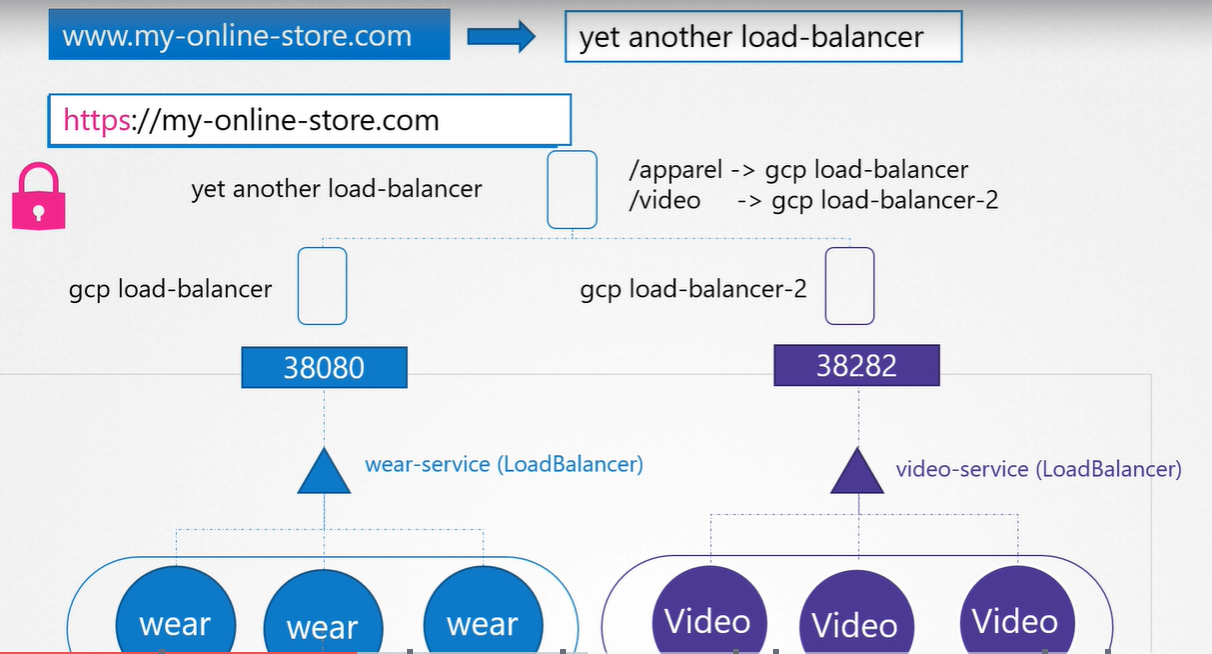 www.my-online-store.com
yet another load-balancer
https://my-online-store.com
yet another load-balancer
/apparel -> gcp load-balancer
/video -> gcp load-balancer-2
gcp load-balancer
gcp load-balancer-2
38080
38282
wear-service (LoadBalancer)
video-service (LoadBalancer)
wear
wear
wear
Video
Video
Video